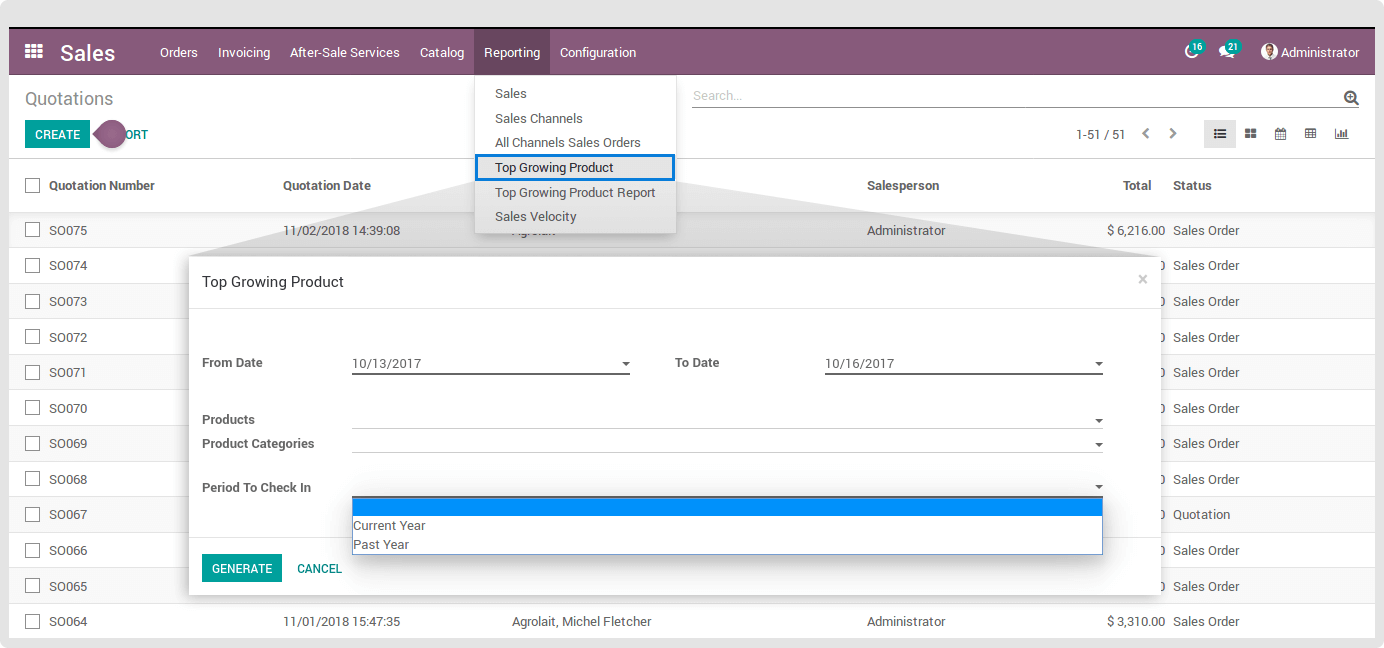 Sales Orders Invoicing After-Sale Services Catalog Reporting Configuration 16 21 Administrator
Quotations
Search...
CREATE ORT
1-51 / 51
Sales
Sales Channels
All Channels Sales Orders
Top Growing Product
Top Growing Product Report
Sales Velocity
Quotation Number Quotation Date Salesperson Total Status
SO075 11/02/2018 14:39:08 Agrolait Administrator $ 6,216.00 Sales Order
SO074 0 Sales Order
SO073 0 Sales Order
SO072 0 Sales Order
SO071 0 Sales Order
SO070 0 Sales Order
SO069 0 Sales Order
SO068 0 Sales Order
SO067 0 Quotation
SO066 0 Sales Order
SO065 0 Sales Order
SO064 11/01/2018 15:47:35 Agrolait, Michel Fletcher Administrator $ 3,310.00 Sales Order
Top Growing Product ×
From Date 10/13/2017 To Date 10/16/2017
Products
Product Categories
Period To Check In
Current Year
Past Year
GENERATE CANCEL